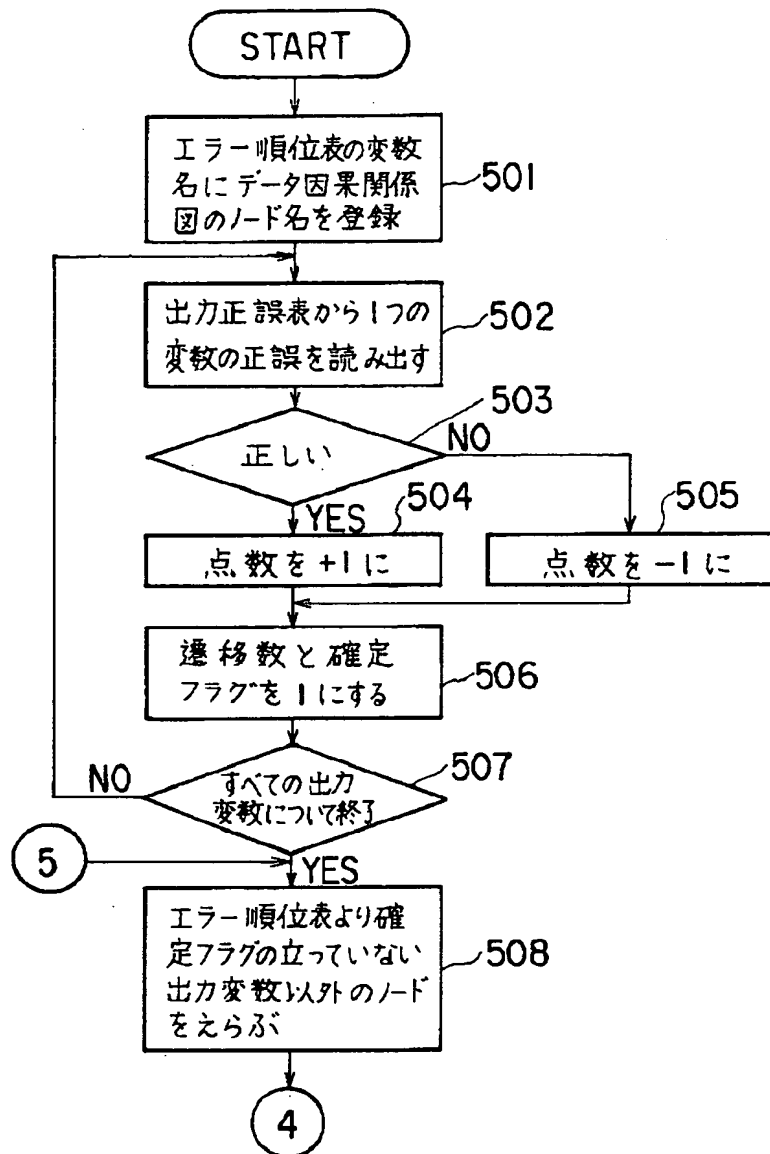 START
エラー順位表の変数
名にデータ因果関係
図のノード名を登録
501
出力正誤表から1つの
変数の正誤を読み出す
502
503
正しい
NO
504
YES
505
点数を+1に
点数を-1に
遷移数と確定
フラグを1にする
506
507
NO
すべての出力
変数について終了
5
YES
エラー順位表より確
定フラグの立っていない
出力変数以外のノード
をえらぶ
508
4